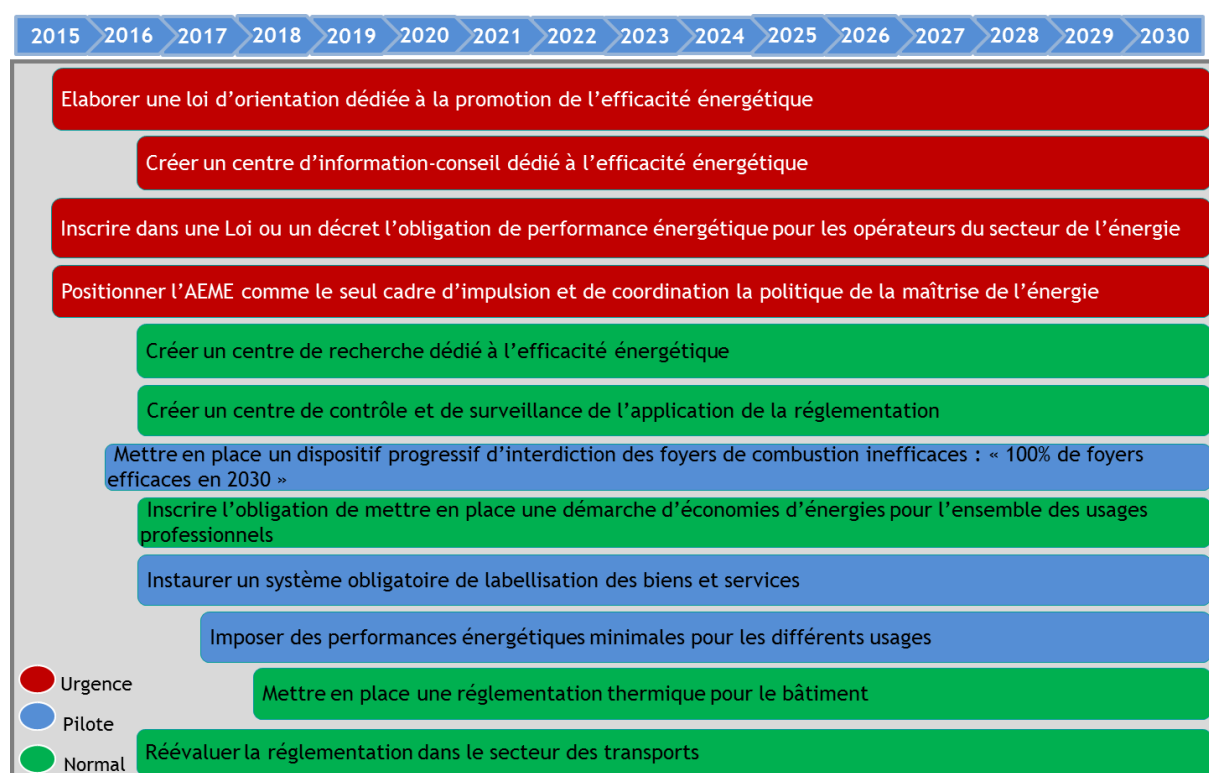 2015 2016 2017 2018 2019 2020 2021 2022 2023 2024 2025 2026 2027 2028 2029 2030
Elaborer une loi d’orientation dédiée à la promotion de l’efficacité énergétique
Créer un centre d’information-conseil dédié à l’efficacité énergétique
Inscrire dans une Loi ou un décret l’obligation de performance énergétique pour les opérateurs du secteur de l’énergie
Positionner l’AEME comme le seul cadre d’impulsion et de coordination la politique de la maîtrise de l’énergie
Créer un centre de recherche dédié à l’efficacité énergétique
Créer un centre de contrôle et de surveillance de l’application de la réglementation
Mettre en place un dispositif progressif d’interdiction des foyers de combustion inefficaces : « 100% de foyers
efficaces en 2030 »
Inscrire l’obligation de mettre en place une démarche d’économies d’énergies pour l’ensemble des usages
professionnels
Instaurer un système obligatoire de labellisation des biens et services
Imposer des performances énergétiques minimales pour les différents usages
Mettre en place une réglementation thermique pour le bâtiment
Réévaluer la réglementation dans le secteur des transports
Urgence
Pilote
Normal